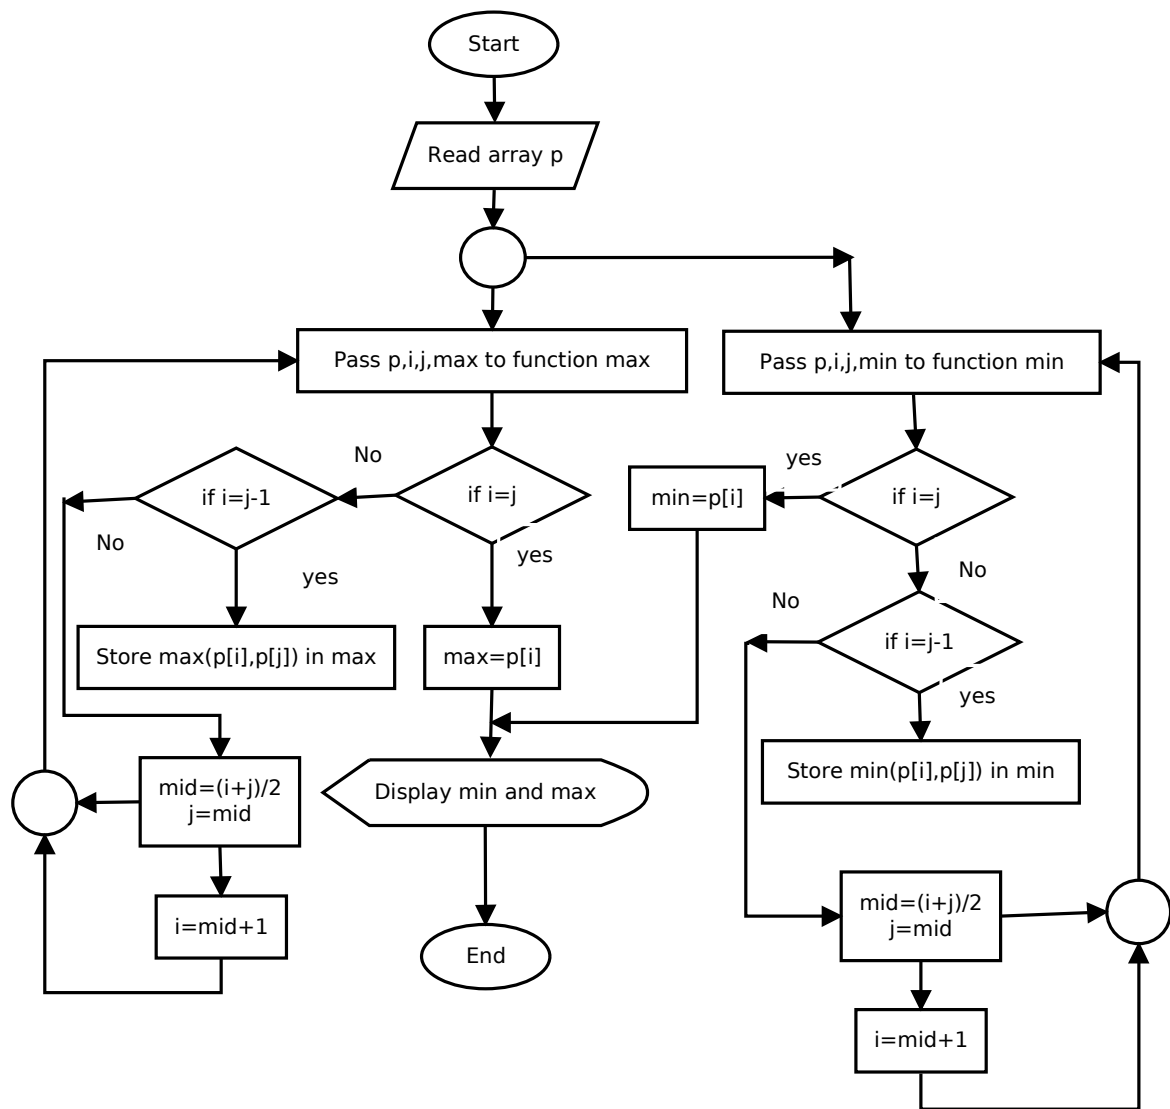 Start
Read array p
Pass p,i,j,max to function max
Pass p,i,j,min to function min
No
yes
if i=j-1
if i=j
min=p[i]
if i=j
No
yes
yes
No
No
if i=j-1
Store max(p[i],p[j]) in max
max=p[i]
yes
Store min(p[i],p[j]) in min
mid=(i+j)/2
j=mid
Display min and max
mid=(i+j)/2
j=mid
i=mid+1
End
i=mid+1